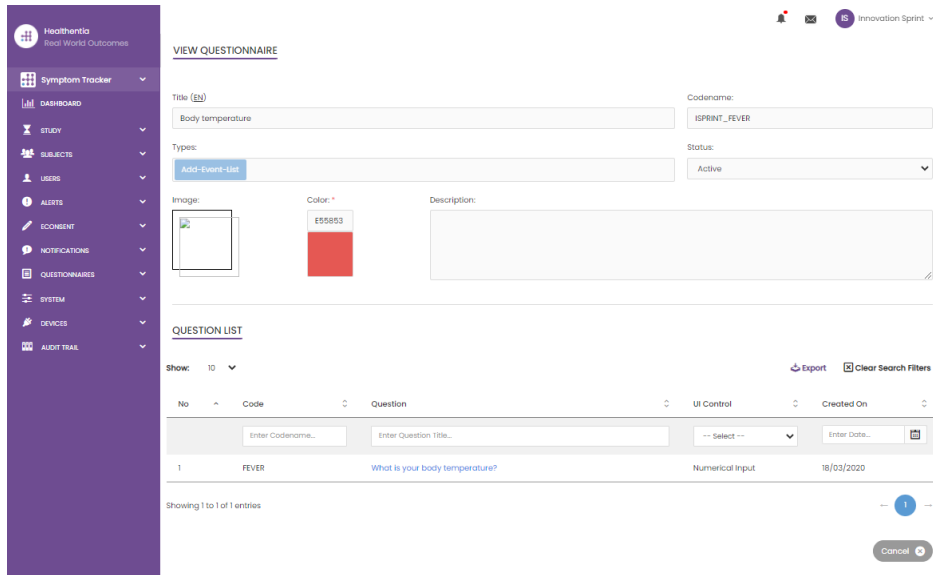 Healthentia
Real World Outcomes
IS Innovation Sprint
VIEW QUESTIONNAIRE
Symptom Tracker
DASHBOARD
STUDY
SUBJECTS
USERS
ALERTS
ECONSENT
NOTIFICATIONS
QUESTIONNAIRES
SYSTEM
DEVICES
AUDIT TRAIL
Title (EN)
Codename:
Body temperature
ISPRINT_FEVER
Types:
Status:
Add-Event-List
Active
Image:
Color: *
Description:
E55853
QUESTION LIST
Show: 10
Export
Clear Search Filters
No Code Question UI Control Created On
Enter Codename... Enter Question Title... -- Select -- Enter Date...
1 FEVER What is your body temperature? Numerical Input 18/03/2020
Showing 1 to 1 of 1 entries
← 1 →
Cancel